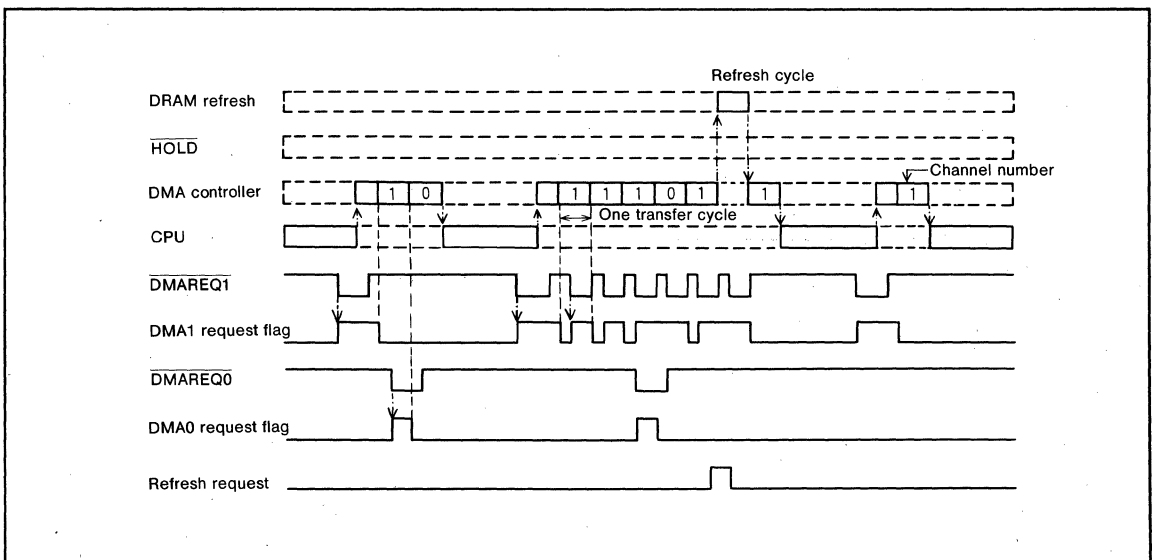 Refresh cycle
DRAM refresh
HOLD
Channel number
DMA controller 1 0 1 1 1 0 1 1 1
One transfer cycle
CPU
DMAREQ1
DMA1 request flag
DMAREQ0
DMA0 request flag
Refresh request